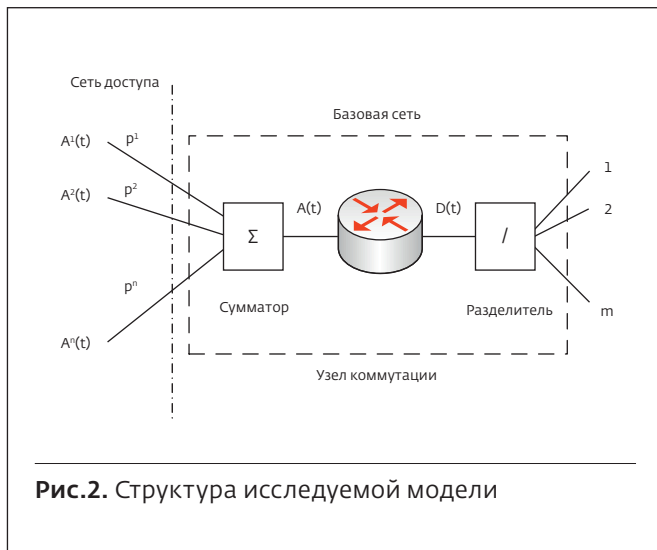 Сеть доступа
Базовая сеть
A¹(t)
p¹
A²(t)
p²
pⁿ
Aⁿ(t)
Σ
A(t)
D(t)
/
1
2
m
Сумматор
Разделитель
Узел коммутации
Рис.2. Структура исследуемой модели